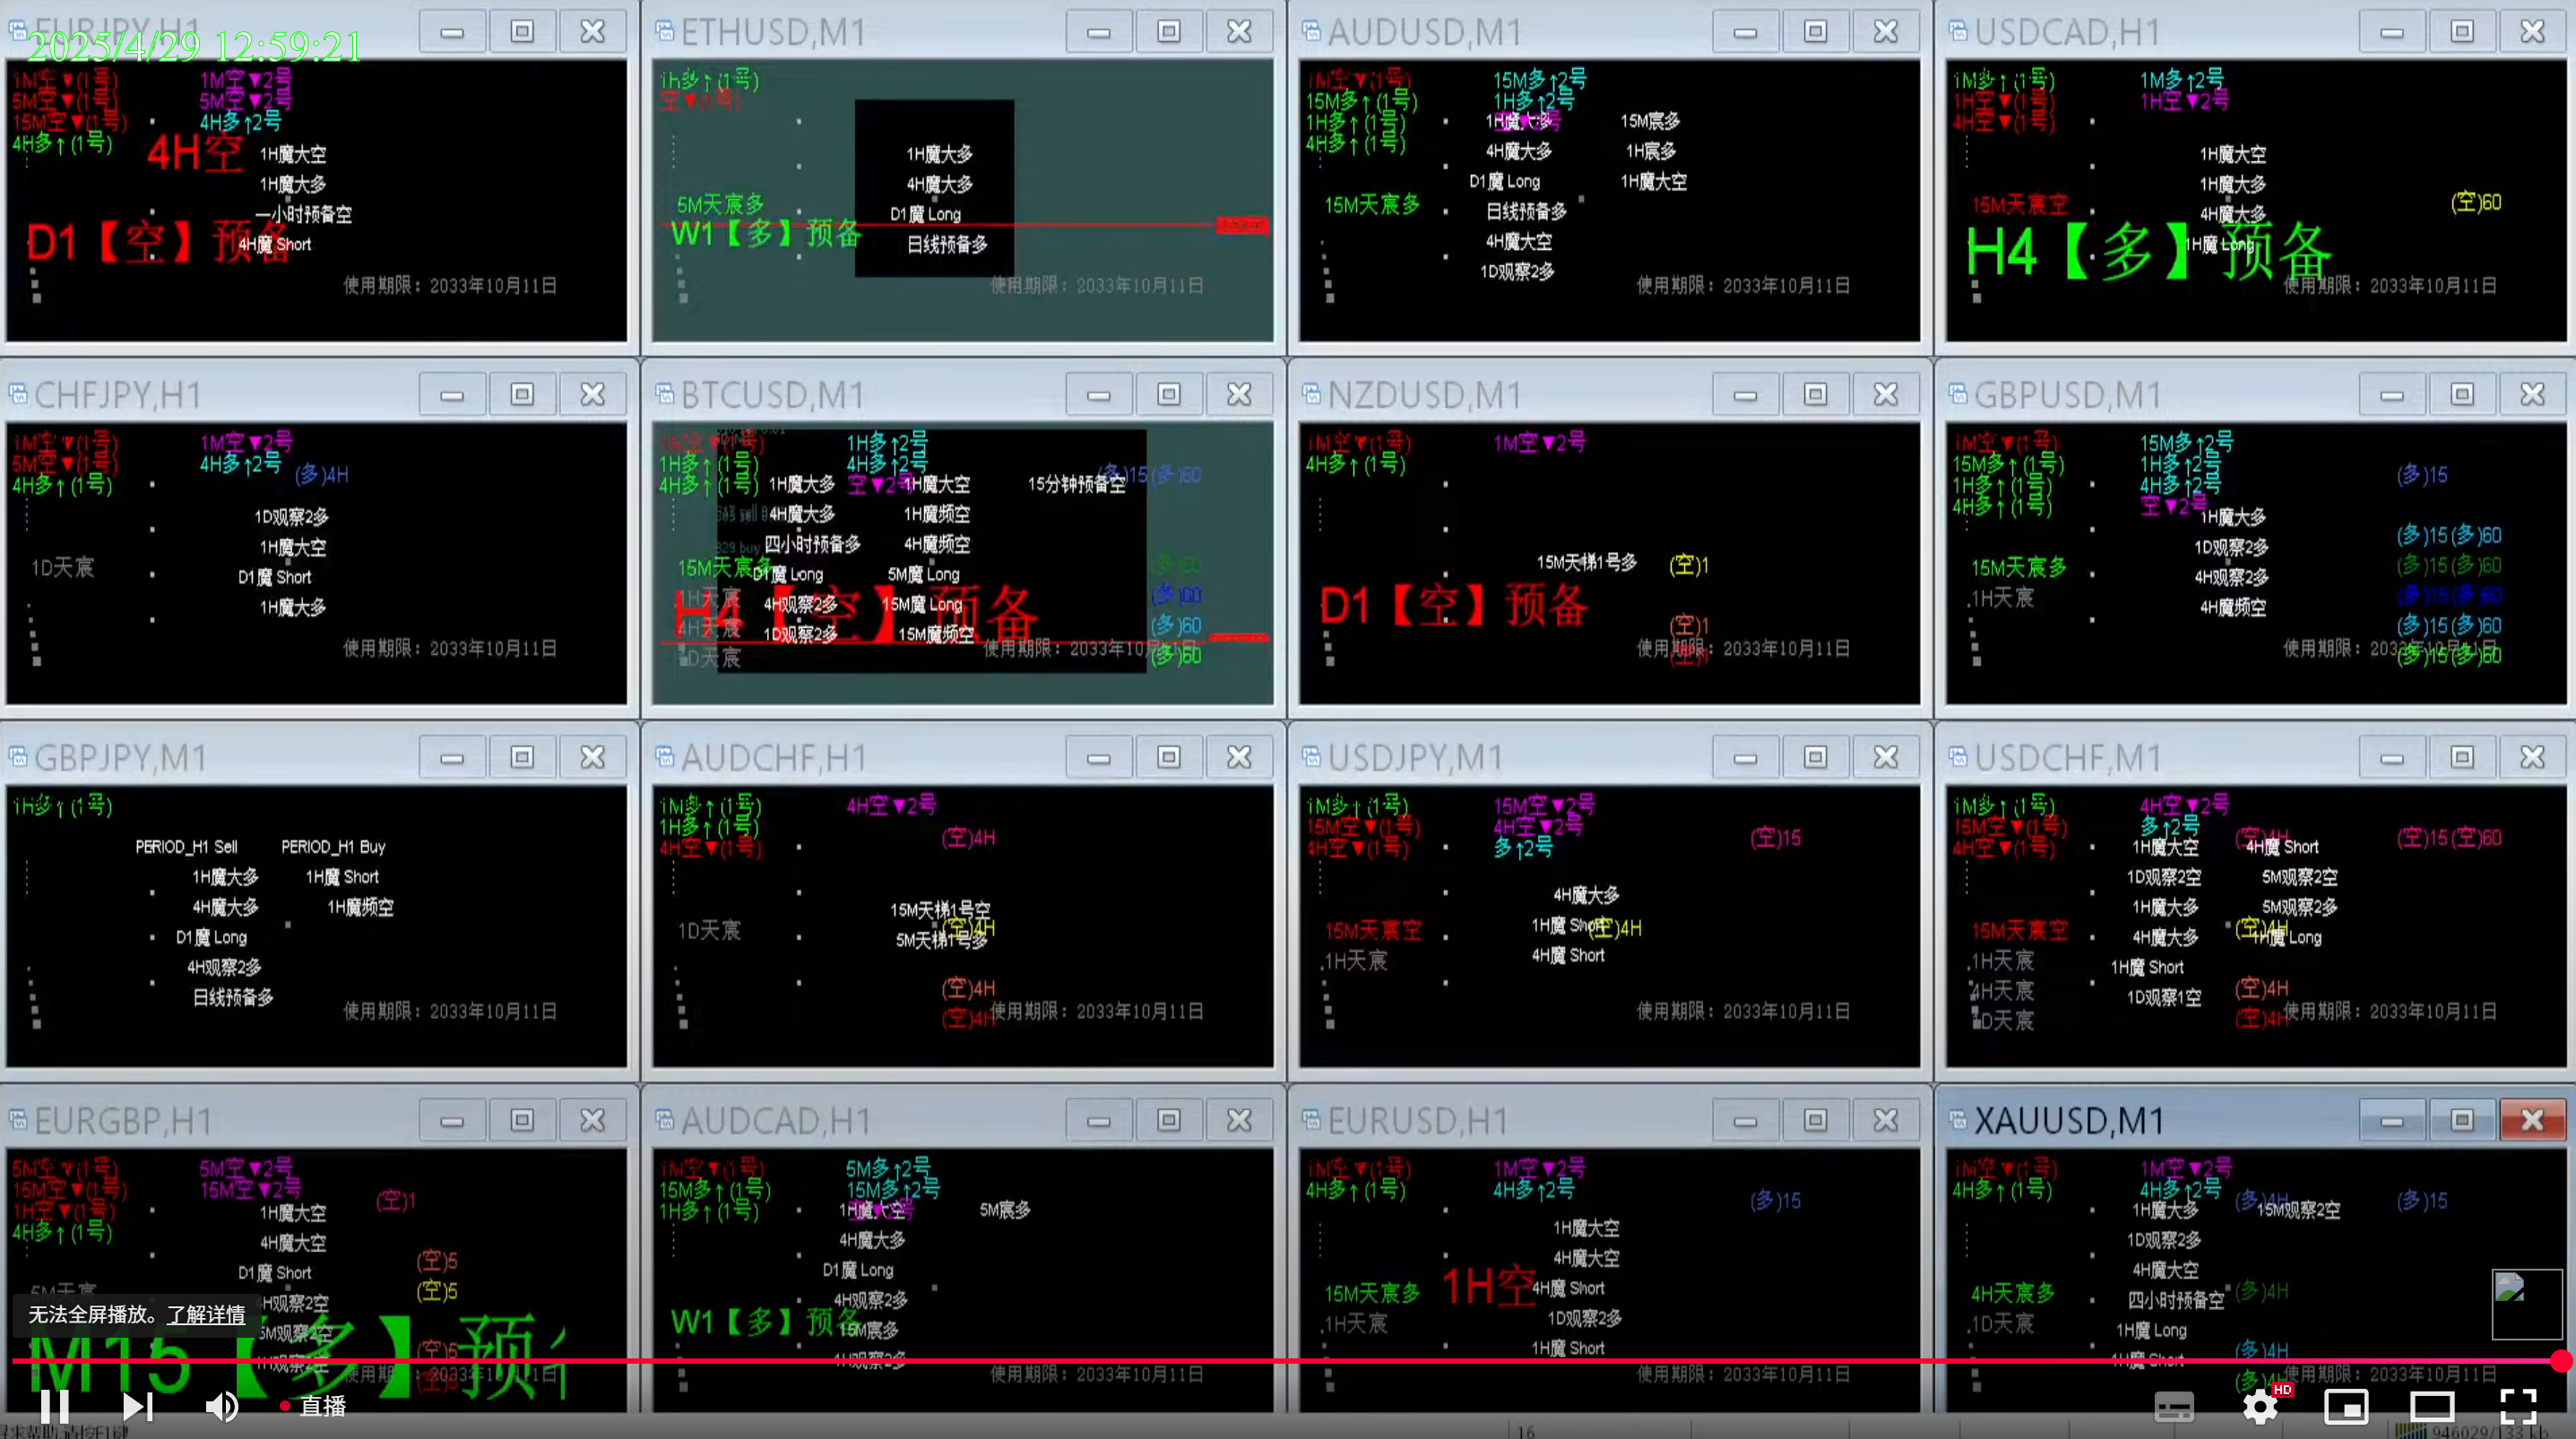 EURJPY,H1
2025/4/29 12:59:21
1M空▼(1号) 1M空▼2号
5M空▼(1号) 5M空▼2号
15M空▼(1号) 4H多↑2号
4H多↑(1号)
4H空
1H魔大空
1H魔大多
一小时预备空
D1【空】预备
4H魔 Short
使用期限：2033年10月11日
ETHUSD,M1
1h多↑(1号)
空▼(1号)
1H魔大多
4H魔大多
5M天宸多
D1魔 Long
W1【多】预备
日线预备多
使用期限：2033年10月11日
AUDUSD,M1
1M空▼(1号) 15M多↑2号
15M多↑(1号) 1H多↑2号
1H多↑(1号) 空▼2号
4H多↑(1号)
1H魔大多 15M宸多
4H魔大多 1H宸多
D1魔 Long 1H魔大空
15M天宸多
日线预备多
4H魔大空
1D观察2多
使用期限：2033年10月11日
USDCAD,H1
1M多↑(1号) 1M多↑2号
1H空▼(1号) 1H空▼2号
4H空▼(1号)
1H魔大空
1H魔大多
15M天宸空
4H魔大多
(空)60
H4【多】预备
1H魔 Long
使用期限：2033年10月11日
CHFJPY,H1
1M空▼(1号) 1M空▼2号
5M空▼(1号) 4H多↑2号 (多)4H
4H多↑(1号)
1D观察2多
1H魔大空
1D天宸
D1魔 Short
1H魔大多
使用期限：2033年10月11日
BTCUSD,M1
1M空▼(1号) 1H多↑2号
1H多↑(1号) 4H多↑2号 (多)15(多)60
4H多↑(1号) 空▼2号
1H魔大多 1H魔大空 15分钟预备空
4H魔大多 1H魔频空
四小时预备多 4H魔频空
15M天宸多
D1魔 Long 5M魔 Long
(多)60
1H天宸
4H观察2多 15M魔 Long
(多)60
H4【空】预备
4H天宸
1D观察2多 15M魔频空
(多)60
1D天宸
使用期限：2033年10月11日
(多)60
NZDUSD,M1
1M空▼(1号) 1M空▼2号
4H多↑(1号)
15M天梯1号多 (空)1
D1【空】预备
(空)1
(空)1
使用期限：2033年10月11日
GBPUSD,M1
1M空▼(1号) 15M多↑2号
15M多↑(1号) 1H多↑2号 (多)15
1H多↑(1号) 4H多↑2号
4H多↑(1号) 空▼2号
1H魔大多
1D观察2多 (多)15(多)60
15M天宸多 (多)15(多)60
4H观察2多
1H天宸 (多)15(多)60
4H魔频空 (多)15(多)60
使用期限：2033年10月11日
(多)15(多)60
GBPJPY,M1
1H多↑(1号)
PERIOD_H1 Sell PERIOD_H1 Buy
1H魔大多 1H魔 Short
4H魔大多 1H魔频空
D1魔 Long
4H观察2多
日线预备多
使用期限：2033年10月11日
AUDCHF,H1
1M多↑(1号) 4H空▼2号
1H多↑(1号) (空)4H
4H空▼(1号)
15M天梯1号空
1D天宸 (空)4H
5M天梯1号多
(空)4H
(空)4H
使用期限：2033年10月11日
USDJPY,M1
1M多↑(1号) 15M空▼2号
15M空▼(1号) 4H空▼2号 (空)15
4H空▼(1号) 多↑2号
4H魔大多
15M天宸空 1H魔 Short (空)4H
1H天宸 4H魔 Short
使用期限：2033年10月11日
USDCHF,M1
1M多↑(1号) 4H空▼2号
15M空▼(1号) 多↑2号 (空)4H (空)15(空)60
4H空▼(1号) 1H魔大空 4H魔 Short
1D观察2空 5M观察2空
1H魔大多 5M观察2多
15M天宸空 4H魔大多 (空)4H 1H魔 Long
1H天宸 1H魔 Short
4H天宸 1D观察1空 (空)4H
1D天宸 (空)4H
使用期限：2033年10月11日
EURGBP,H1
5M空▼(1号) 5M空▼2号
15M空▼(1号) 15M空▼2号 (空)1
1H空▼(1号) 1H魔大空
4H多↑(1号) 4H魔大空
(空)5
D1魔 Short
5M天宸 (空)5
4H观察2空
无法全屏播放。了解详情
5M观察2空
M15【多】预
(空)5
1H观察2空
AUDCAD,H1
1M空▼(1号) 5M多↑2号
15M多↑(1号) 15M多↑2号
1H多↑(1号) 空▼2号
1H魔大空 5M宸多
4H魔大多
D1魔 Long
4H观察2多
W1【多】预备
15M宸多
1H观察2多
使用期限：2033年10月11日
EURUSD,H1
1M空▼(1号) 1M空▼2号
4H多↑(1号) 4H多↑2号 (多)15
1H魔大空
4H魔大空
15M天宸多 1H空 4H魔 Short
1H天宸 1D观察2多
1H魔 Short
使用期限：2033年10月11日
XAUUSD,M1
1M空▼(1号) 1M空▼2号
4H多↑(1号) 4H多↑2号 (多)4H (多)15
1H魔大多 15M观察2空
1D观察2多
4H魔大空
4H天宸多 四小时预备空 (多)4H
1D天宸 1H魔 Long
1H魔 Short (多)4H
(多)4H
使用期限：2033年10月11日
直播
HD
16
946029/133 kb